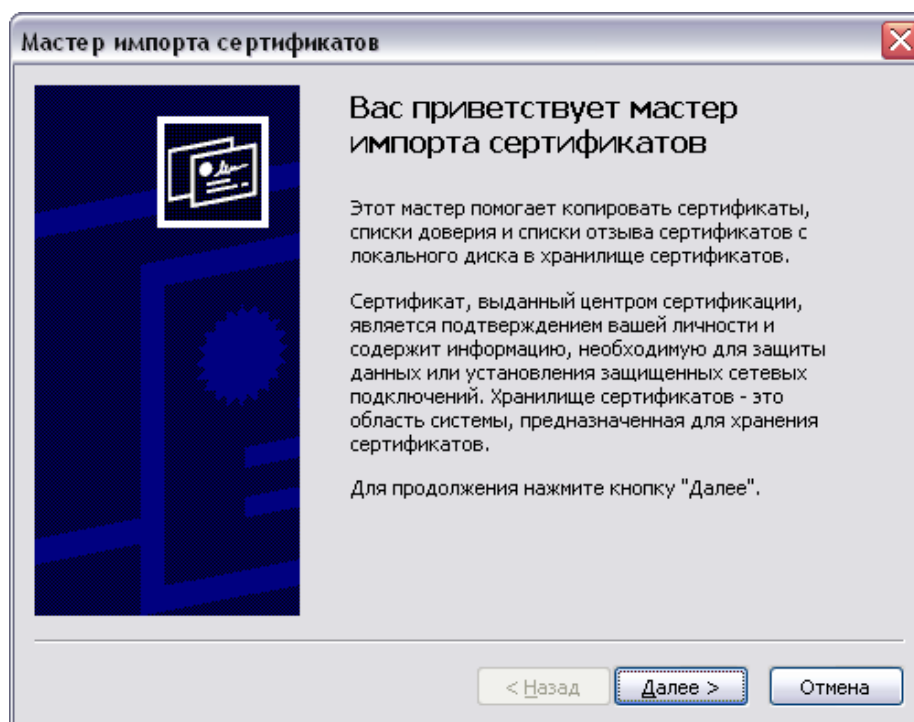 Мастер импорта сертификатов
Вас приветствует мастер
импорта сертификатов
Этот мастер помогает копировать сертификаты,
списки доверия и списки отзыва сертификатов с
локального диска в хранилище сертификатов.
Сертификат, выданный центром сертификации,
является подтверждением вашей личности и
содержит информацию, необходимую для защиты
данных или установления защищенных сетевых
подключений. Хранилище сертификатов - это
область системы, предназначенная для хранения
сертификатов.
Для продолжения нажмите кнопку "Далее".
< Назад Далее > Отмена